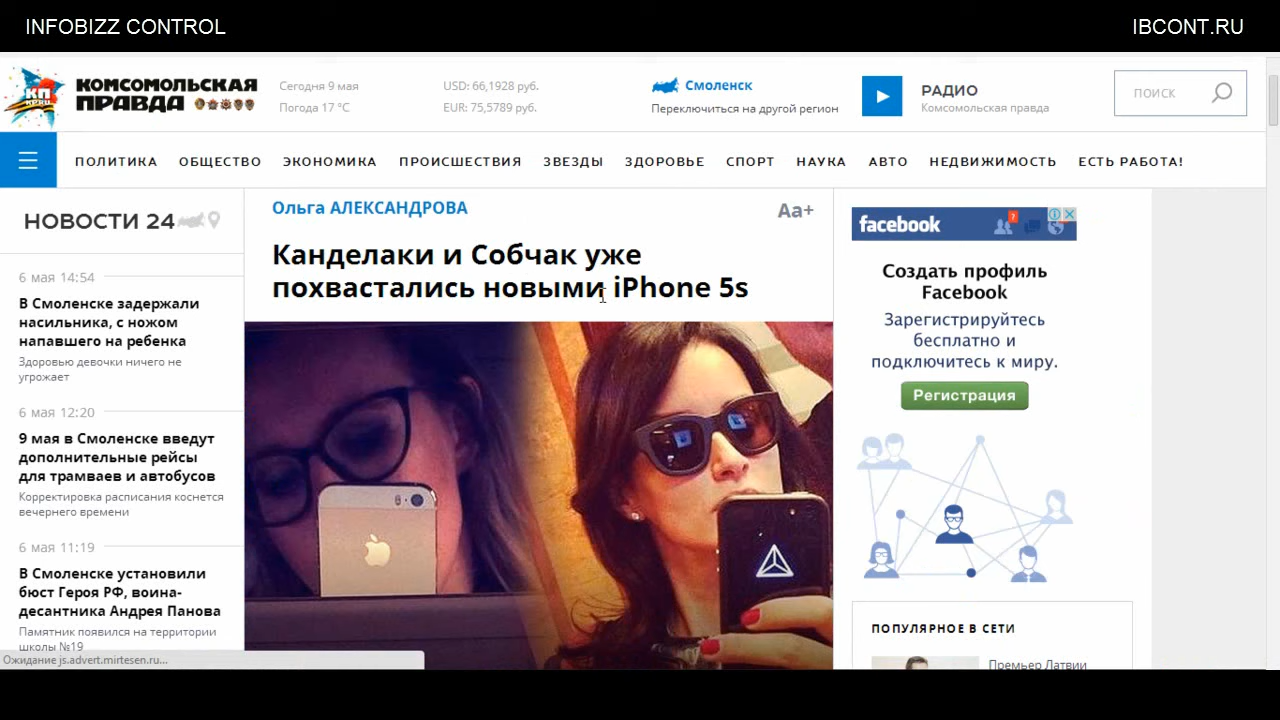 INFOBIZZ CONTROL
IBCONT.RU
КОМСОМОЛЬСКАЯ
ПРАВДА
КП
Сегодня 9 мая
Погода 17 °C
USD: 66,1928 руб.
EUR: 75,5789 руб.
Смоленск
Переключиться на другой регион
РАДИО
Комсомольская правда
ПОИСК
ПОЛИТИКА ОБЩЕСТВО ЭКОНОМИКА ПРОИСШЕСТВИЯ ЗВЕЗДЫ ЗДОРОВЬЕ СПОРТ НАУКА АВТО НЕДВИЖИМОСТЬ ЕСТЬ РАБОТА!
НОВОСТИ 24
6 мая 14:54
В Смоленске задержали
насильника, с ножом
напавшего на ребенка
Здоровью девочки ничего не
угрожает
6 мая 12:20
9 мая в Смоленске введут
дополнительные рейсы
для трамваев и автобусов
Корректировка расписания коснется
вечернего времени
6 мая 11:19
В Смоленске установили
бюст Героя РФ, воина-
десантника Андрея Панова
Памятник появился на территории
школы №19
Ожидание js.advert.mirtesen.ru...
Ольга АЛЕКСАНДРОВА
Aa+
Канделаки и Собчак уже
похвастались новыми iPhone 5s
facebook
?
Создать профиль
Facebook
Зарегистрируйтесь
бесплатно и
подключитесь к миру.
Регистрация
ПОПУЛЯРНОЕ В СЕТИ
Премьер Латвии